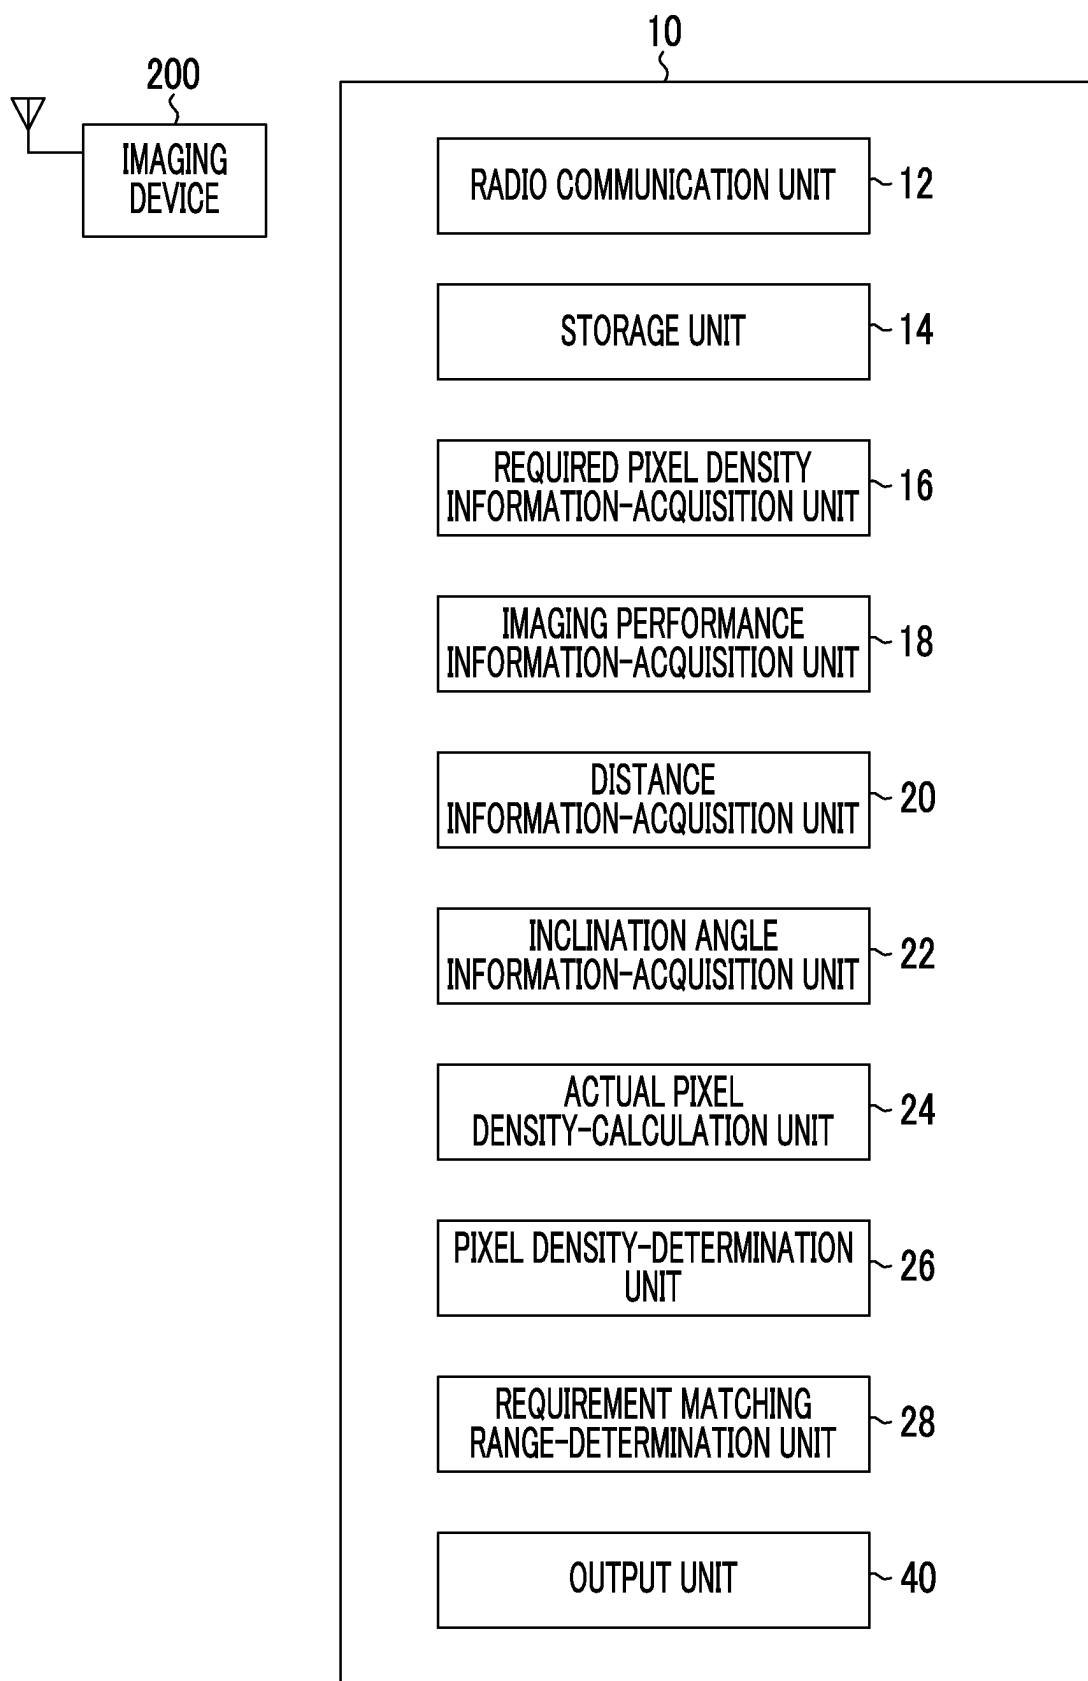 10
200
IMAGING
DEVICE
RADIO COMMUNICATION UNIT
12
STORAGE UNIT
14
REQUIRED PIXEL DENSITY
INFORMATION-ACQUISITION UNIT
16
IMAGING PERFORMANCE
INFORMATION-ACQUISITION UNIT
18
DISTANCE
INFORMATION-ACQUISITION UNIT
20
INCLINATION ANGLE
INFORMATION-ACQUISITION UNIT
22
ACTUAL PIXEL
DENSITY-CALCULATION UNIT
24
PIXEL DENSITY-DETERMINATION
UNIT
26
REQUIREMENT MATCHING
RANGE-DETERMINATION UNIT
28
OUTPUT UNIT
40